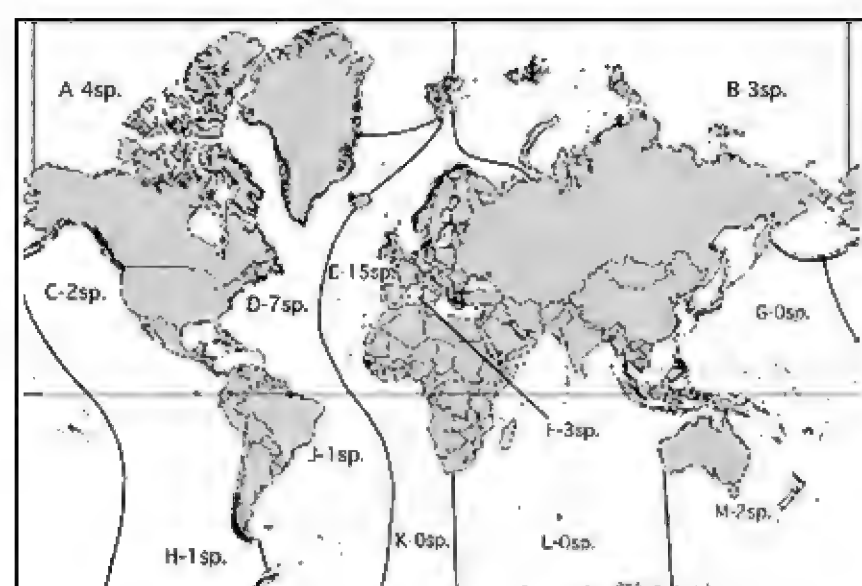 A-4sp.
B-3sp.
C-2sp.
D-7sp.
E-15sp.
G-0sp.
F-3sp.
J-1sp.
M-2sp.
H-1sp.
K-0sp.
L-0sp.